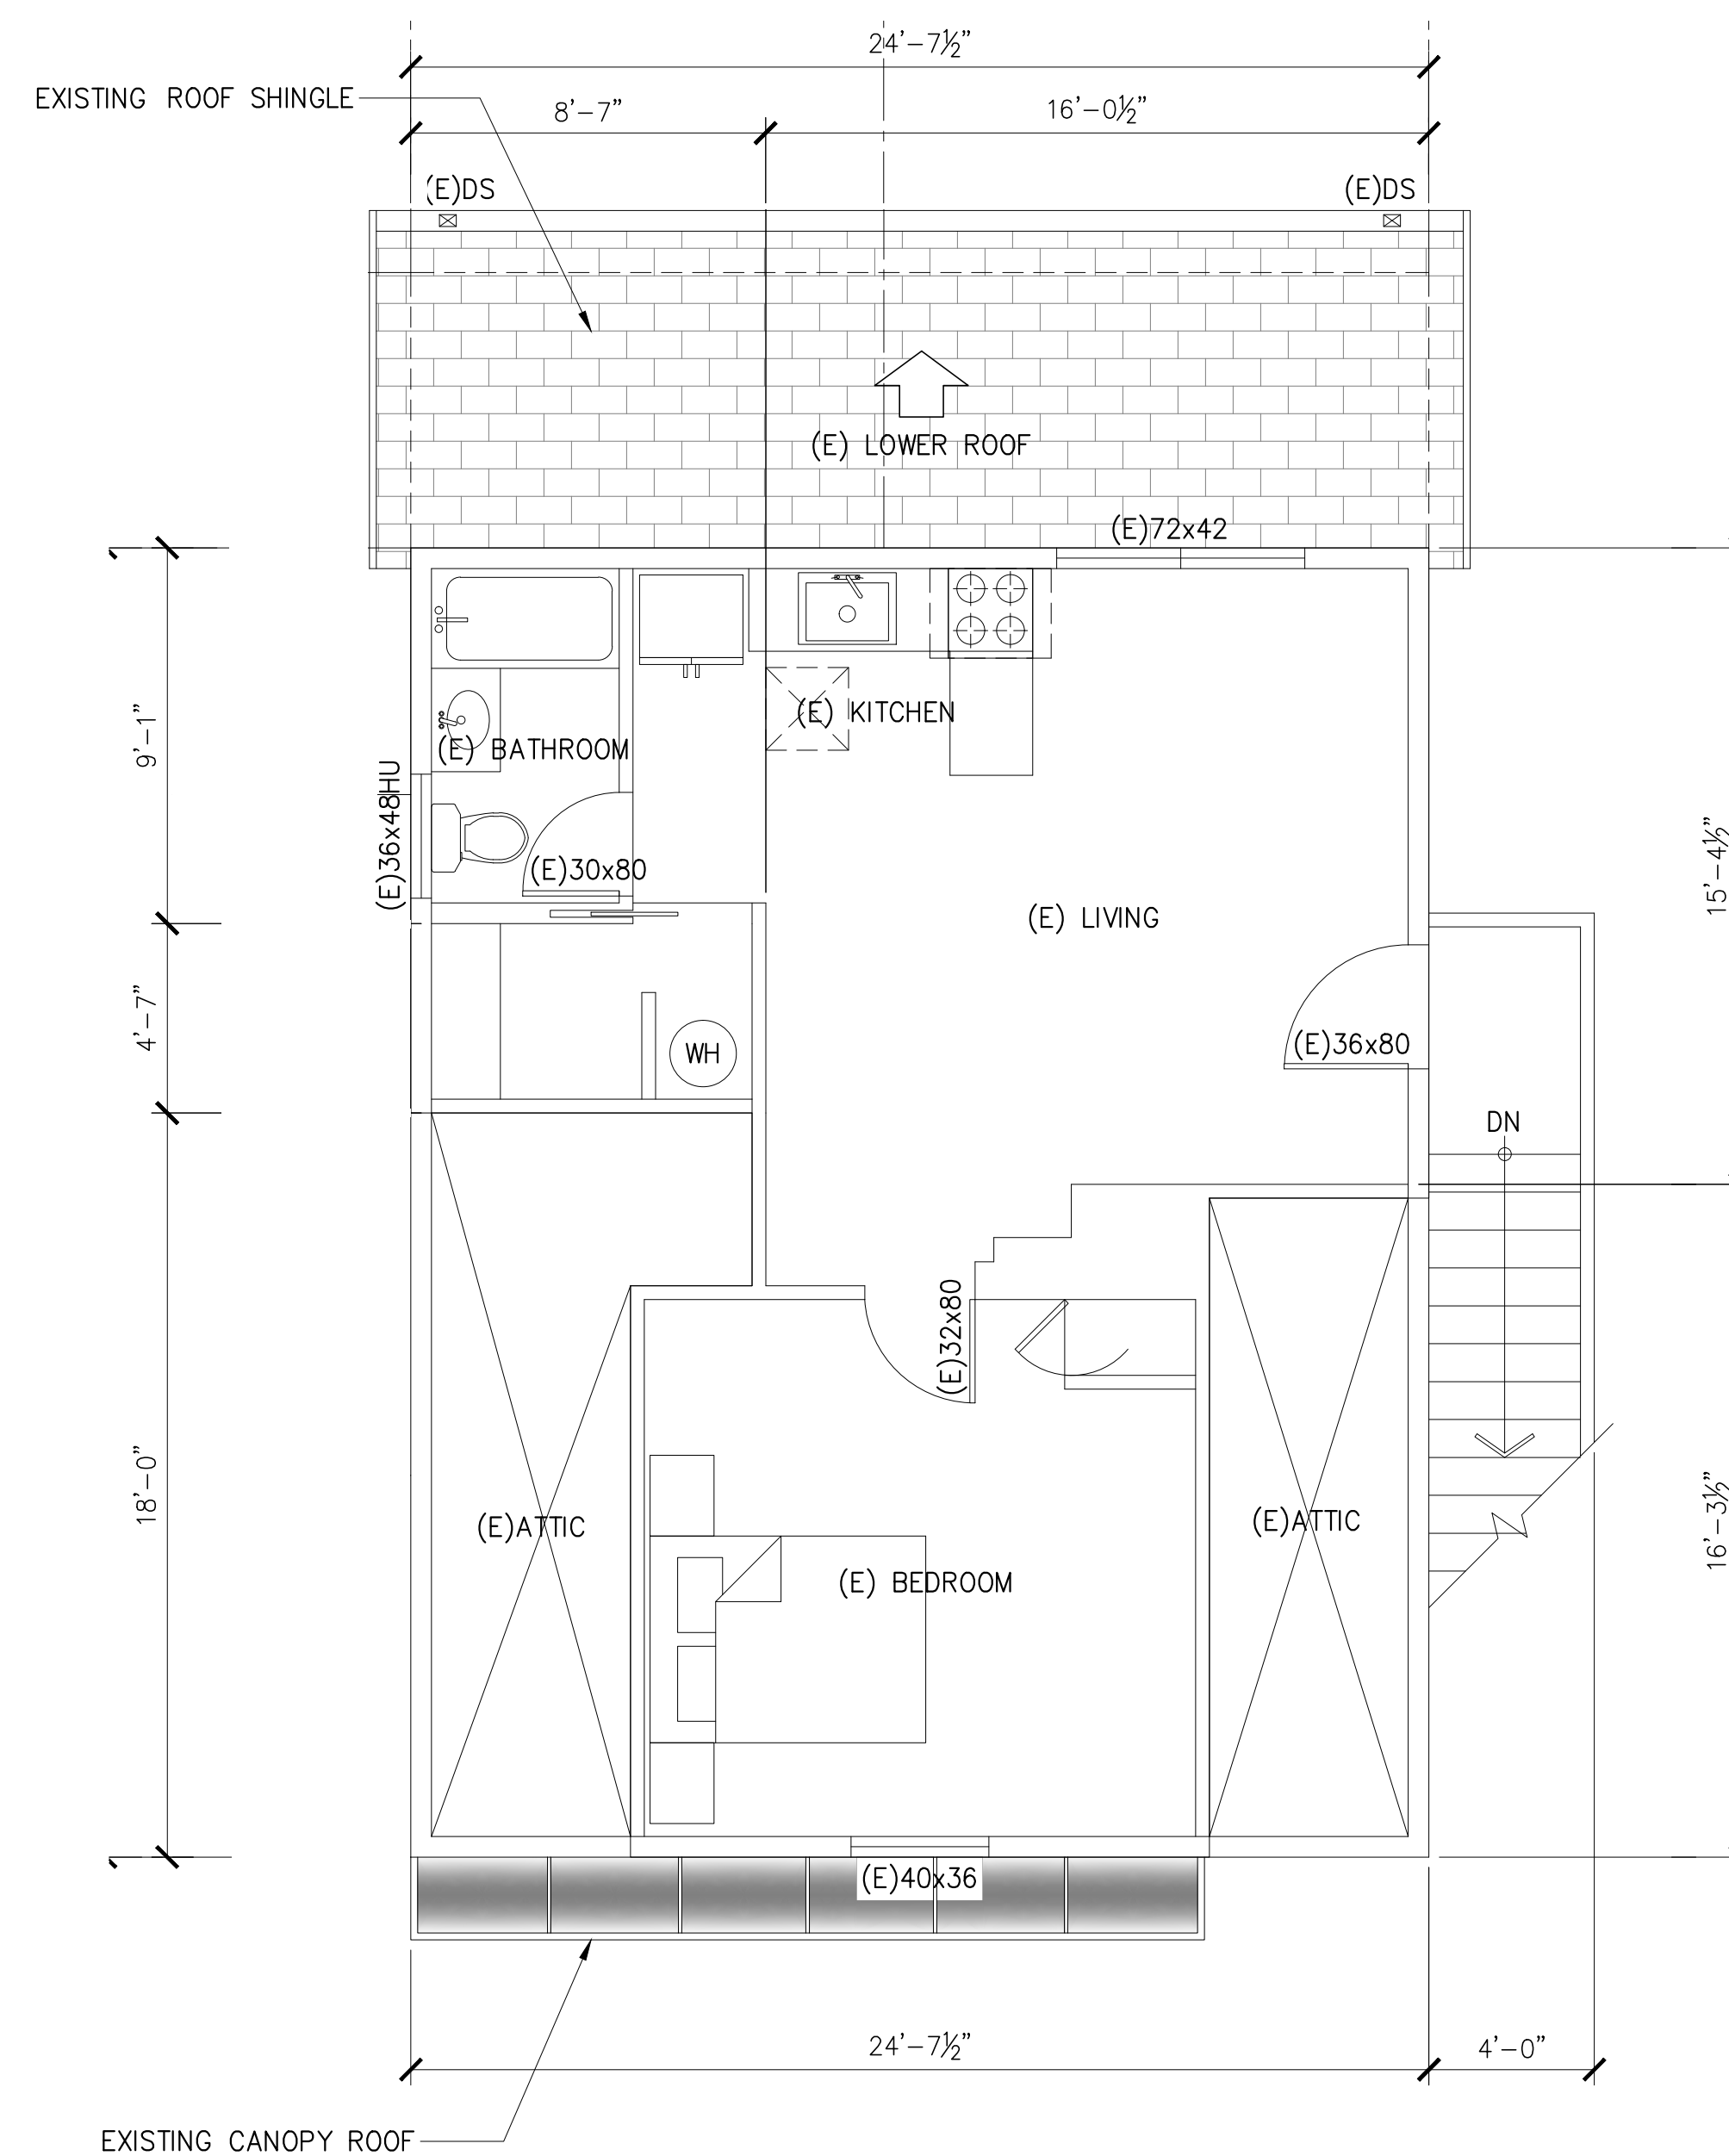 24'-7½"
EXISTING ROOF SHINGLE
8'-7"
16'-0½"
(E)DS
(E)DS
(E) LOWER ROOF
(E)72x42
(E) KITCHEN
9'-1"
(E) BATHROOM
(E)36x48HU
(E)30x80
15'-4½"
(E) LIVING
4'-7"
(E)36x80
WH
DN
(E)32x80
18'-0"
(E)ATTIC
(E)ATTIC
16'-3½"
(E) BEDROOM
(E)40x36
24'-7½"
4'-0"
EXISTING CANOPY ROOF